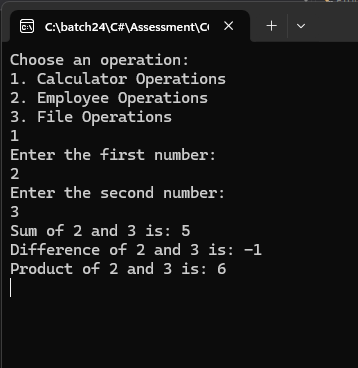 C:\batch24\C#\Assessment\C
Choose an operation:
1. Calculator Operations
2. Employee Operations
3. File Operations
1
Enter the first number:
2
Enter the second number:
3
Sum of 2 and 3 is: 5
Difference of 2 and 3 is: -1
Product of 2 and 3 is: 6